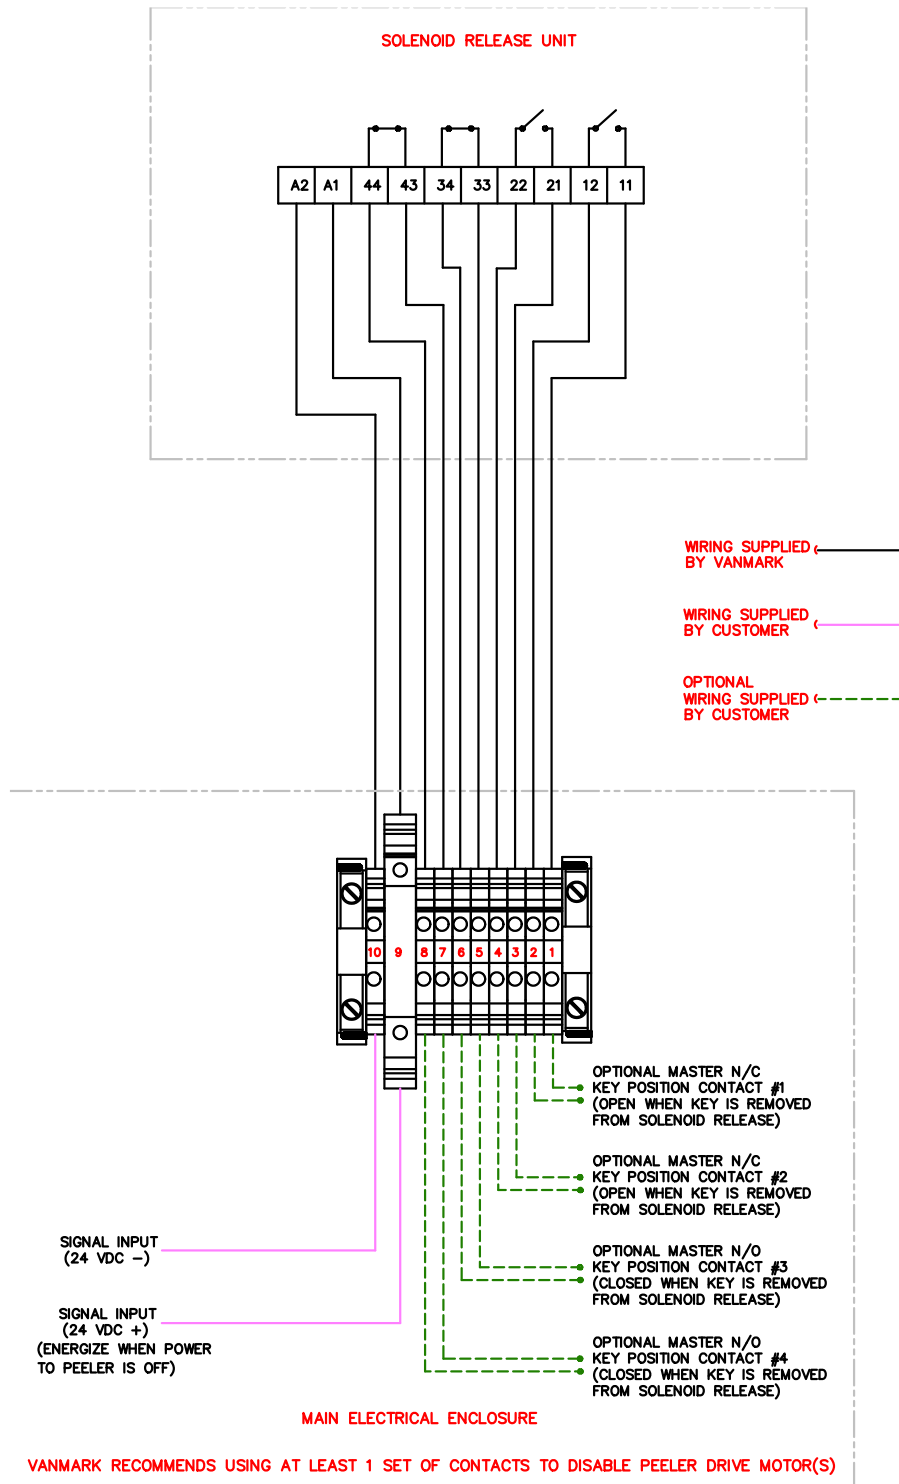 SOLENOID RELEASE UNIT
A2 A1 44 43 34 33 22 21 12 11
WIRING SUPPLIED
BY VANMARK
WIRING SUPPLIED
BY CUSTOMER
OPTIONAL
WIRING SUPPLIED
BY CUSTOMER
10 9 8 7 6 5 4 3 2 1
OPTIONAL MASTER N/C
KEY POSITION CONTACT #1
(OPEN WHEN KEY IS REMOVED
FROM SOLENOID RELEASE)
OPTIONAL MASTER N/C
KEY POSITION CONTACT #2
(OPEN WHEN KEY IS REMOVED
FROM SOLENOID RELEASE)
SIGNAL INPUT
(24 VDC −)
OPTIONAL MASTER N/O
KEY POSITION CONTACT #3
(CLOSED WHEN KEY IS REMOVED
FROM SOLENOID RELEASE)
SIGNAL INPUT
(24 VDC +)
(ENERGIZE WHEN POWER
TO PEELER IS OFF)
OPTIONAL MASTER N/O
KEY POSITION CONTACT #4
(CLOSED WHEN KEY IS REMOVED
FROM SOLENOID RELEASE)
MAIN ELECTRICAL ENCLOSURE
VANMARK RECOMMENDS USING AT LEAST 1 SET OF CONTACTS TO DISABLE PEELER DRIVE MOTOR(S)